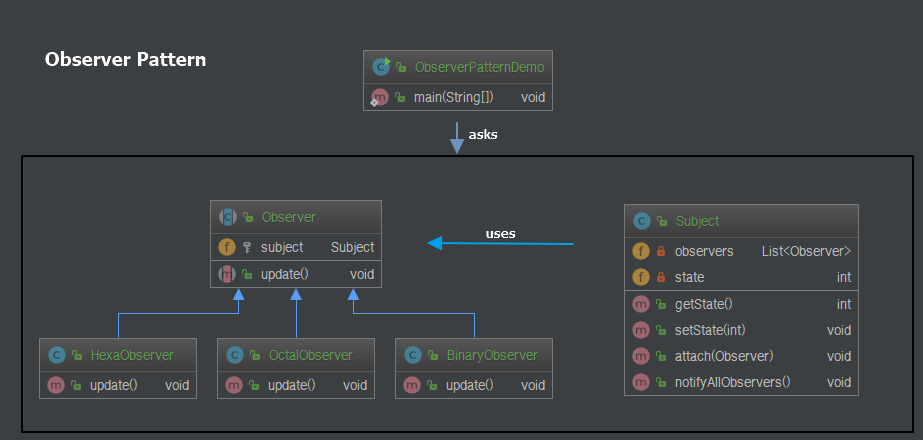 Observer Pattern
ObserverPatternDemo
main(String[]) void
asks
Observer
subject Subject
update() void
uses
Subject
observers List<Observer>
state int
getState() int
setState(int) void
attach(Observer) void
notifyAllObservers() void
HexaObserver
update() void
OctalObserver
update() void
BinaryObserver
update() void